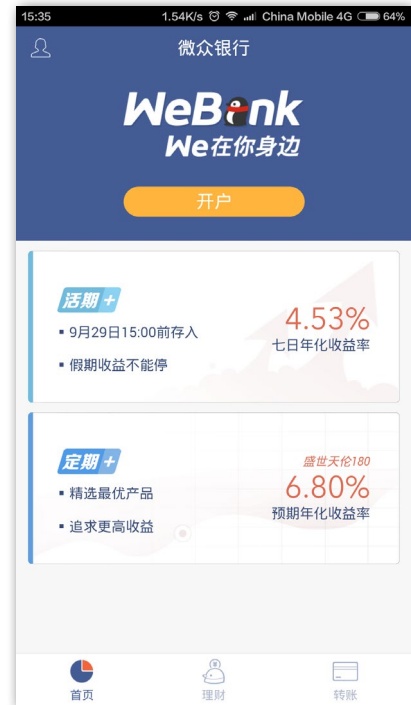 15:35 1.54K/s China Mobile 4G 64%
微众银行
WeBank
We在你身边
开户
活期+
▪ 9月29日15:00前存入
▪ 假期收益不能停
4.53%
七日年化收益率
定期+
▪ 精选最优产品
▪ 追求更高收益
盛世天伦180
6.80%
预期年化收益率
首页 理财 转账